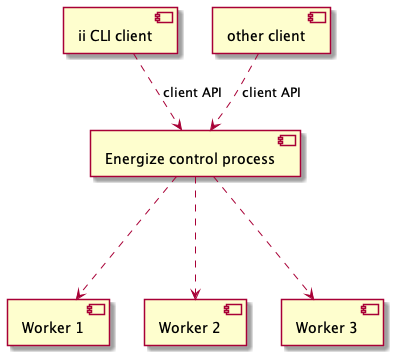 ii CLI client
other client
client API
client API
Energize control process
Worker 1
Worker 2
Worker 3